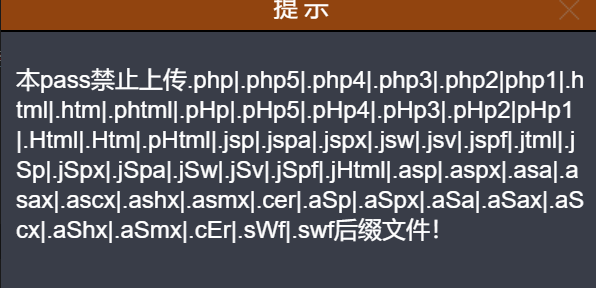 提示
本pass禁止上传.php|.php5|.php4|.php3|.php2|php1|.h
tml|.htm|.phtml|.pHp|.pHp5|.pHp4|.pHp3|.pHp2|pHp1
|.Html|.Htm|.pHtml|.jsp|.jspa|.jspx|.jsw|.jsv|.jspf|.jtml|.j
Sp|.jSpx|.jSpa|.jSw|.jSv|.jSpf|.jHtml|.asp|.aspx|.asa|.a
sax|.ascx|.ashx|.asmx|.cer|.aSp|.aSpx|.aSa|.aSax|.aS
cx|.aShx|.aSmx|.cEr|.sWf|.swf后缀文件！